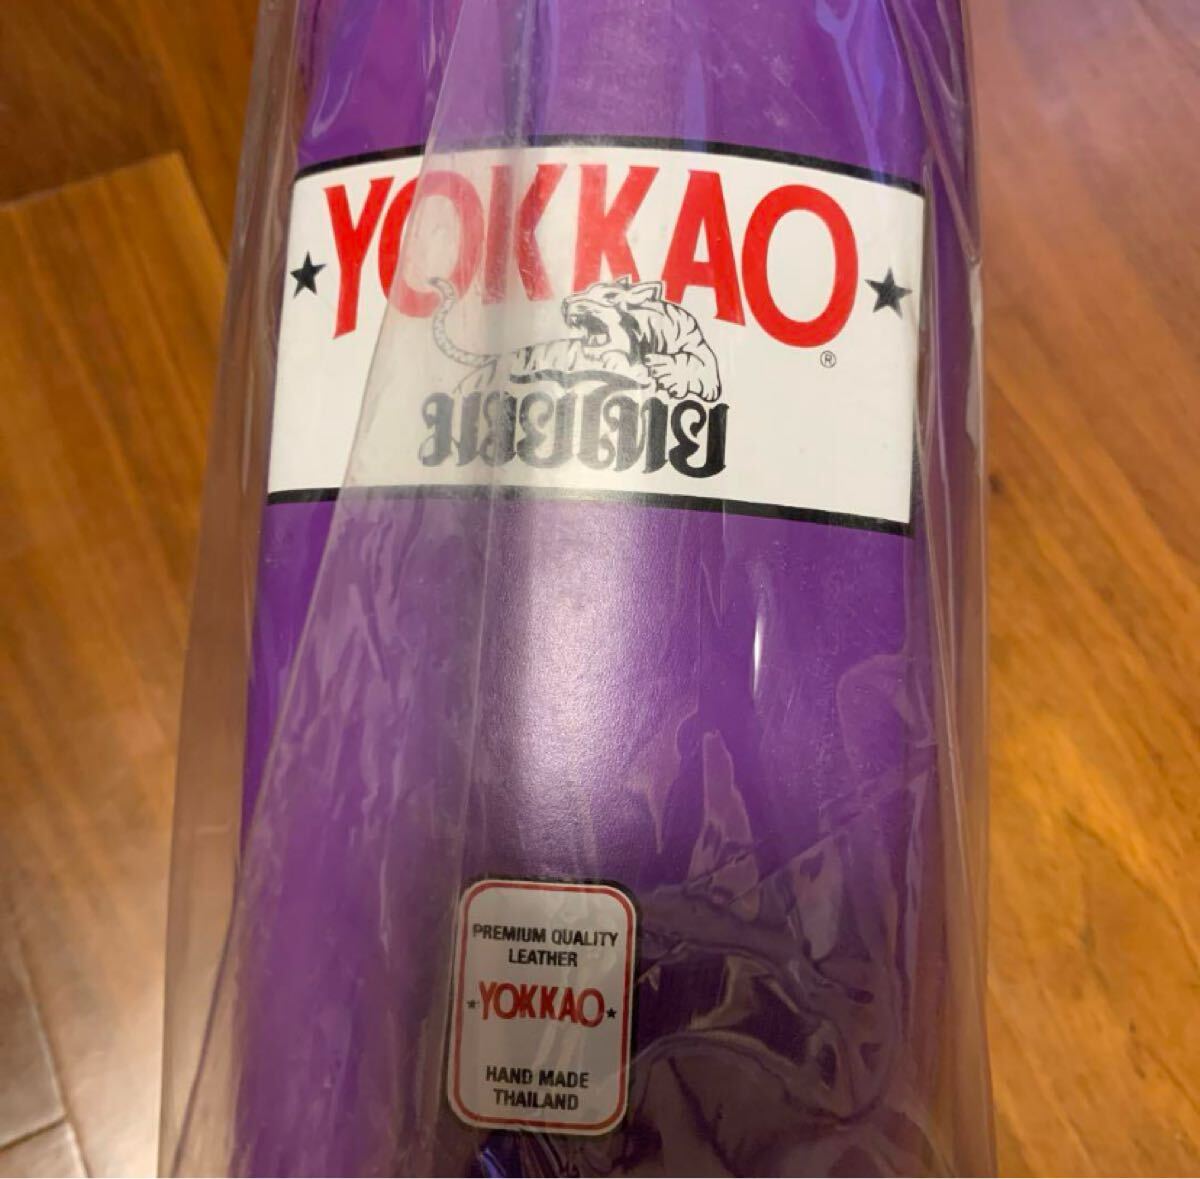 YOKKAO
®
มวยไทย
PREMIUM QUALITY
LEATHER
YOKKAO
HAND MADE
THAILAND